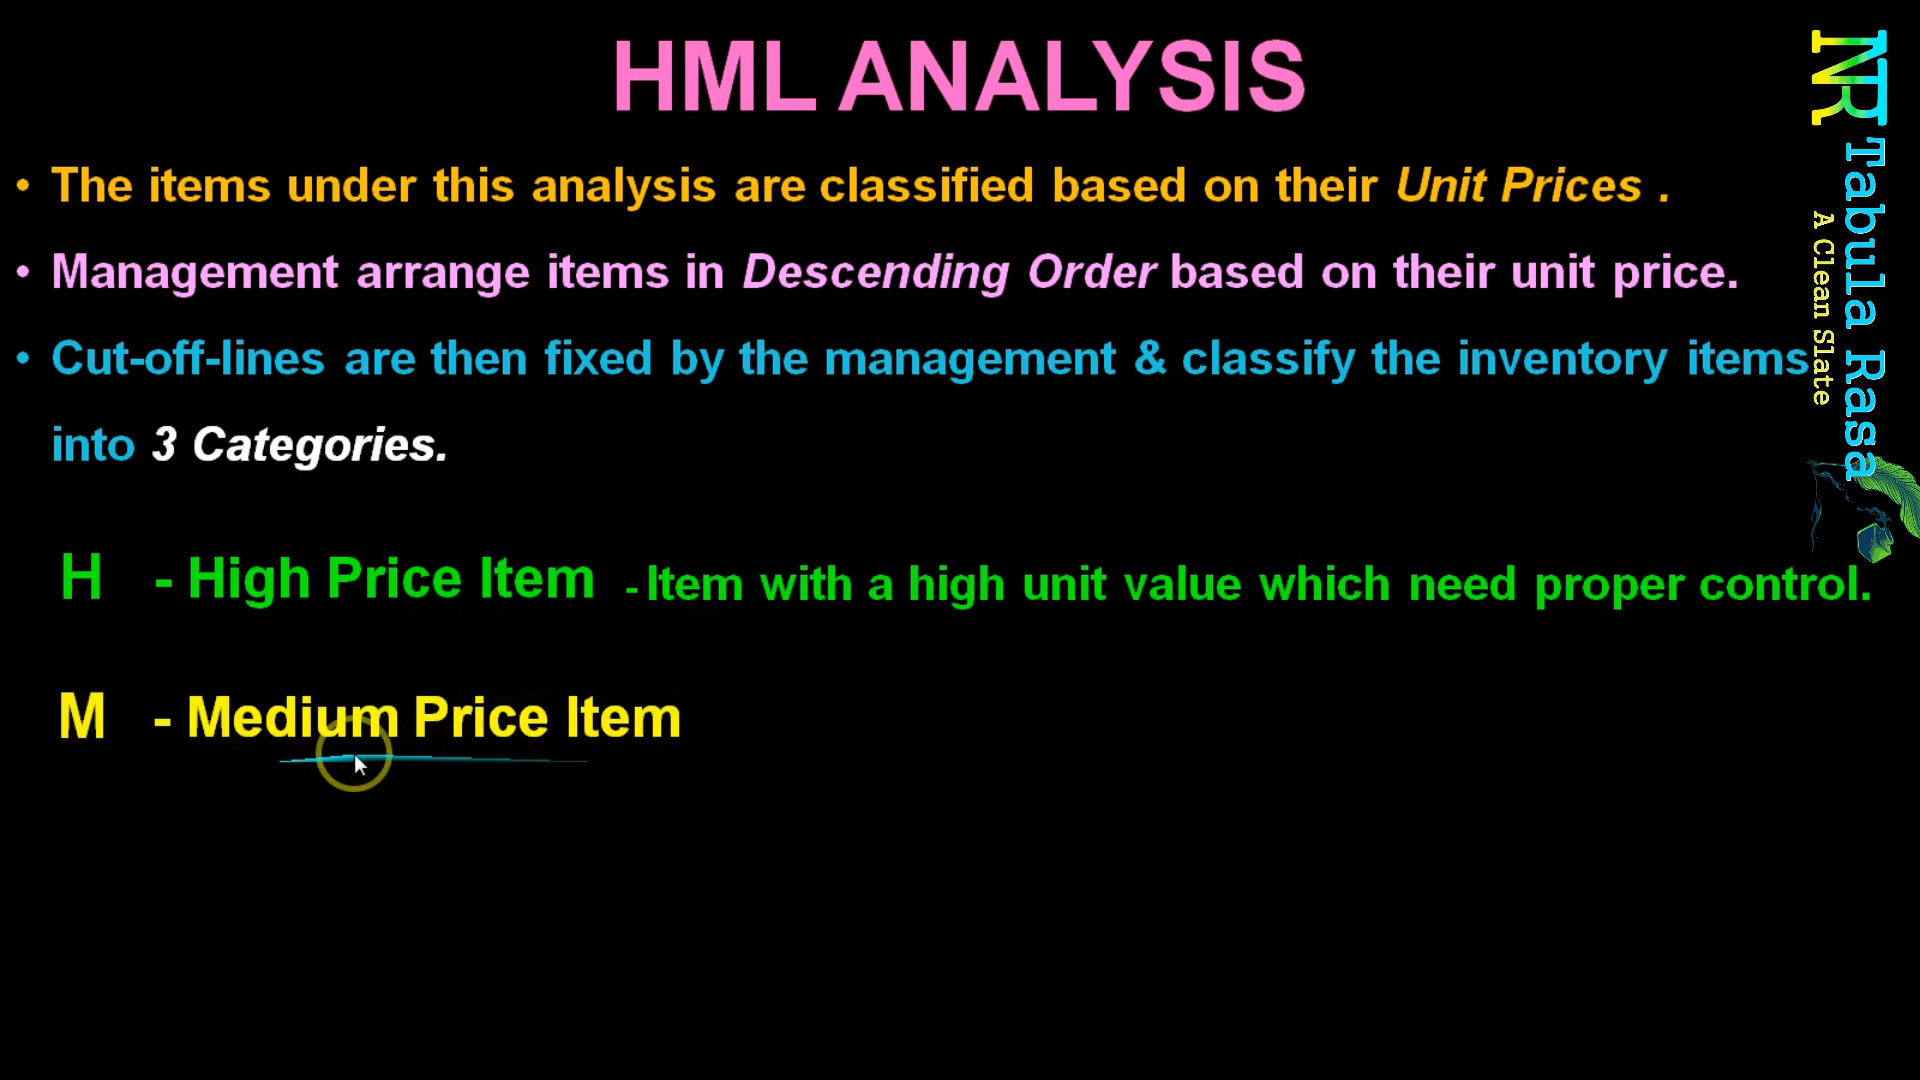 HML ANALYSIS
• The items under this analysis are classified based on their Unit Prices .
• Management arrange items in Descending Order based on their unit price.
• Cut-off-lines are then fixed by the management & classify the inventory items
into 3 Categories.
H - High Price Item - Item with a high unit value which need proper control.
M - Medium Price Item
NR
Tabula Rasa
A Clean Slate